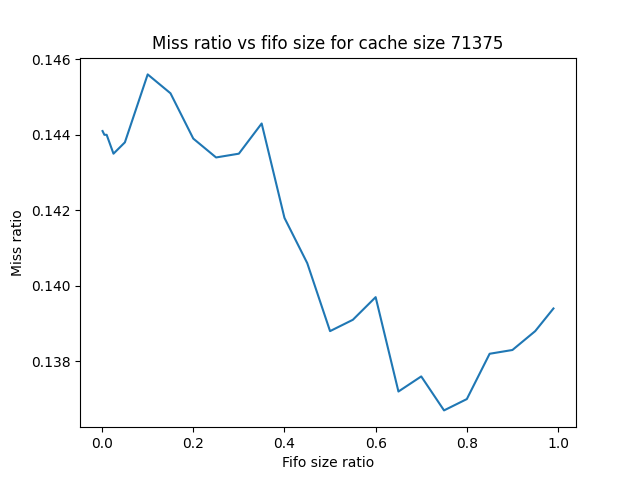 Miss ratio vs fifo size for cache size 71375
0.146
0.144
0.142
0.140
0.138
Miss ratio
0.0 0.2 0.4 0.6 0.8 1.0
Fifo size ratio